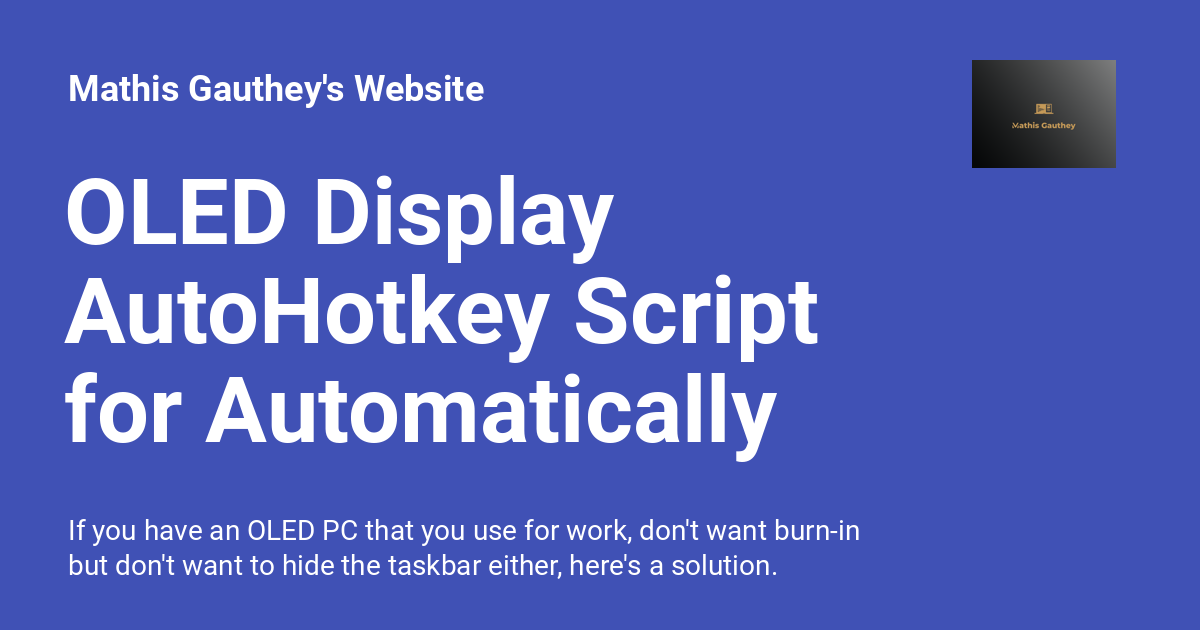 Mathis Gauthey's Website
Mathis Gauthey
OLED Display
AutoHotkey Script
for Automatically
If you have an OLED PC that you use for work, don't want burn-in
but don't want to hide the taskbar either, here's a solution.